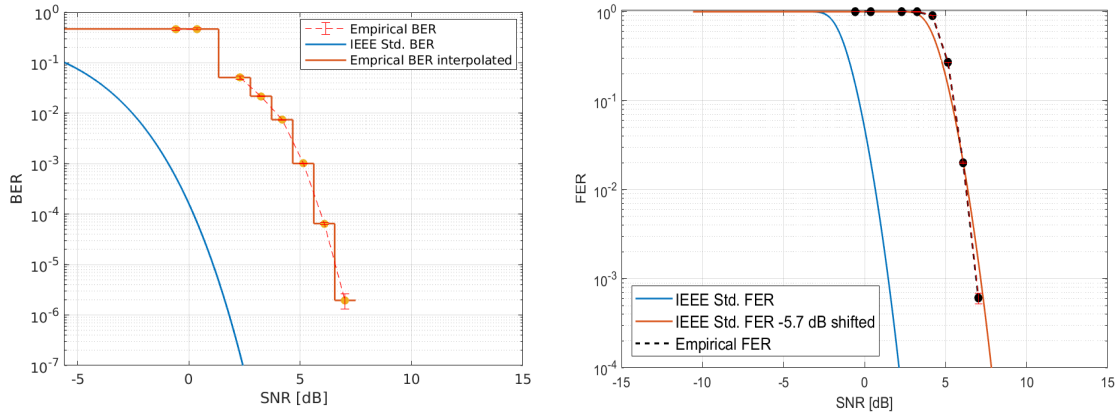 10^0
10^-1
10^-2
10^-3
10^-4
10^-5
10^-6
10^-7
BER
-5
0
5
10
15
SNR [dB]
Empirical BER
IEEE Std. BER
Emprical BER interpolated
10^0
10^-1
10^-2
10^-3
10^-4
FER
-15
-10
-5
0
5
10
15
SNR [dB]
IEEE Std. FER
IEEE Std. FER -5.7 dB shifted
Empirical FER